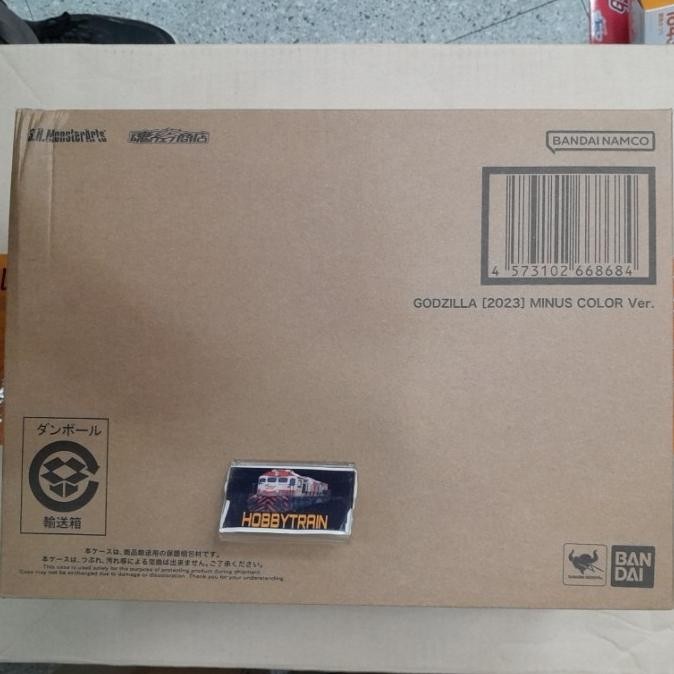 S.H.MonsterArts
魂ウェブ商店
BANDAI NAMCO
4 573102 668684
GODZILLA [2023] MINUS COLOR Ver.
ダンボール
輸送箱
HOBBYTRAIN
本ケースは、商品輸送用の保護梱包材です。
本ケースは、つぶれ、汚れ等による交換は出来ません。ご了承ください。
This case is used solely for the purpose of protecting product during shipment.
Case may not be exchanged due to damage or discoloration. Thank you for your understanding.
BAN
DAI